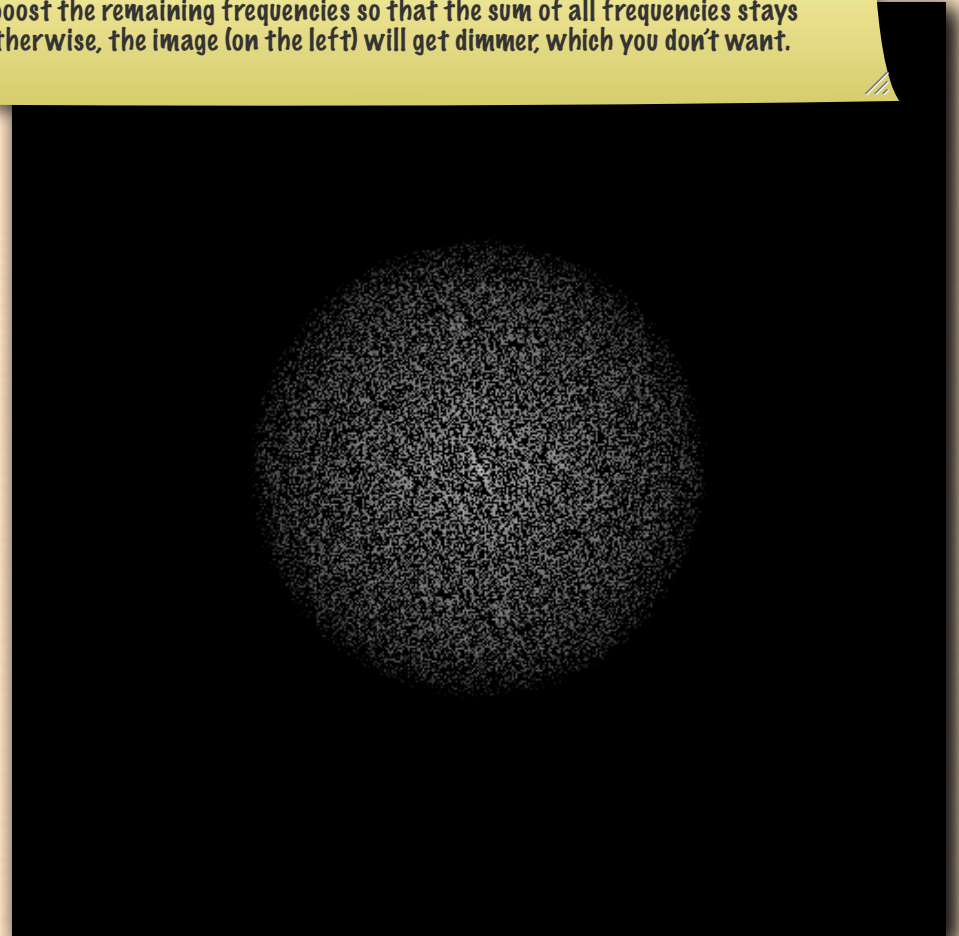 oost the remaining frequencies so that the sum of all frequencies stays
therwise, the image (on the left) will get dimmer, which you don't want.